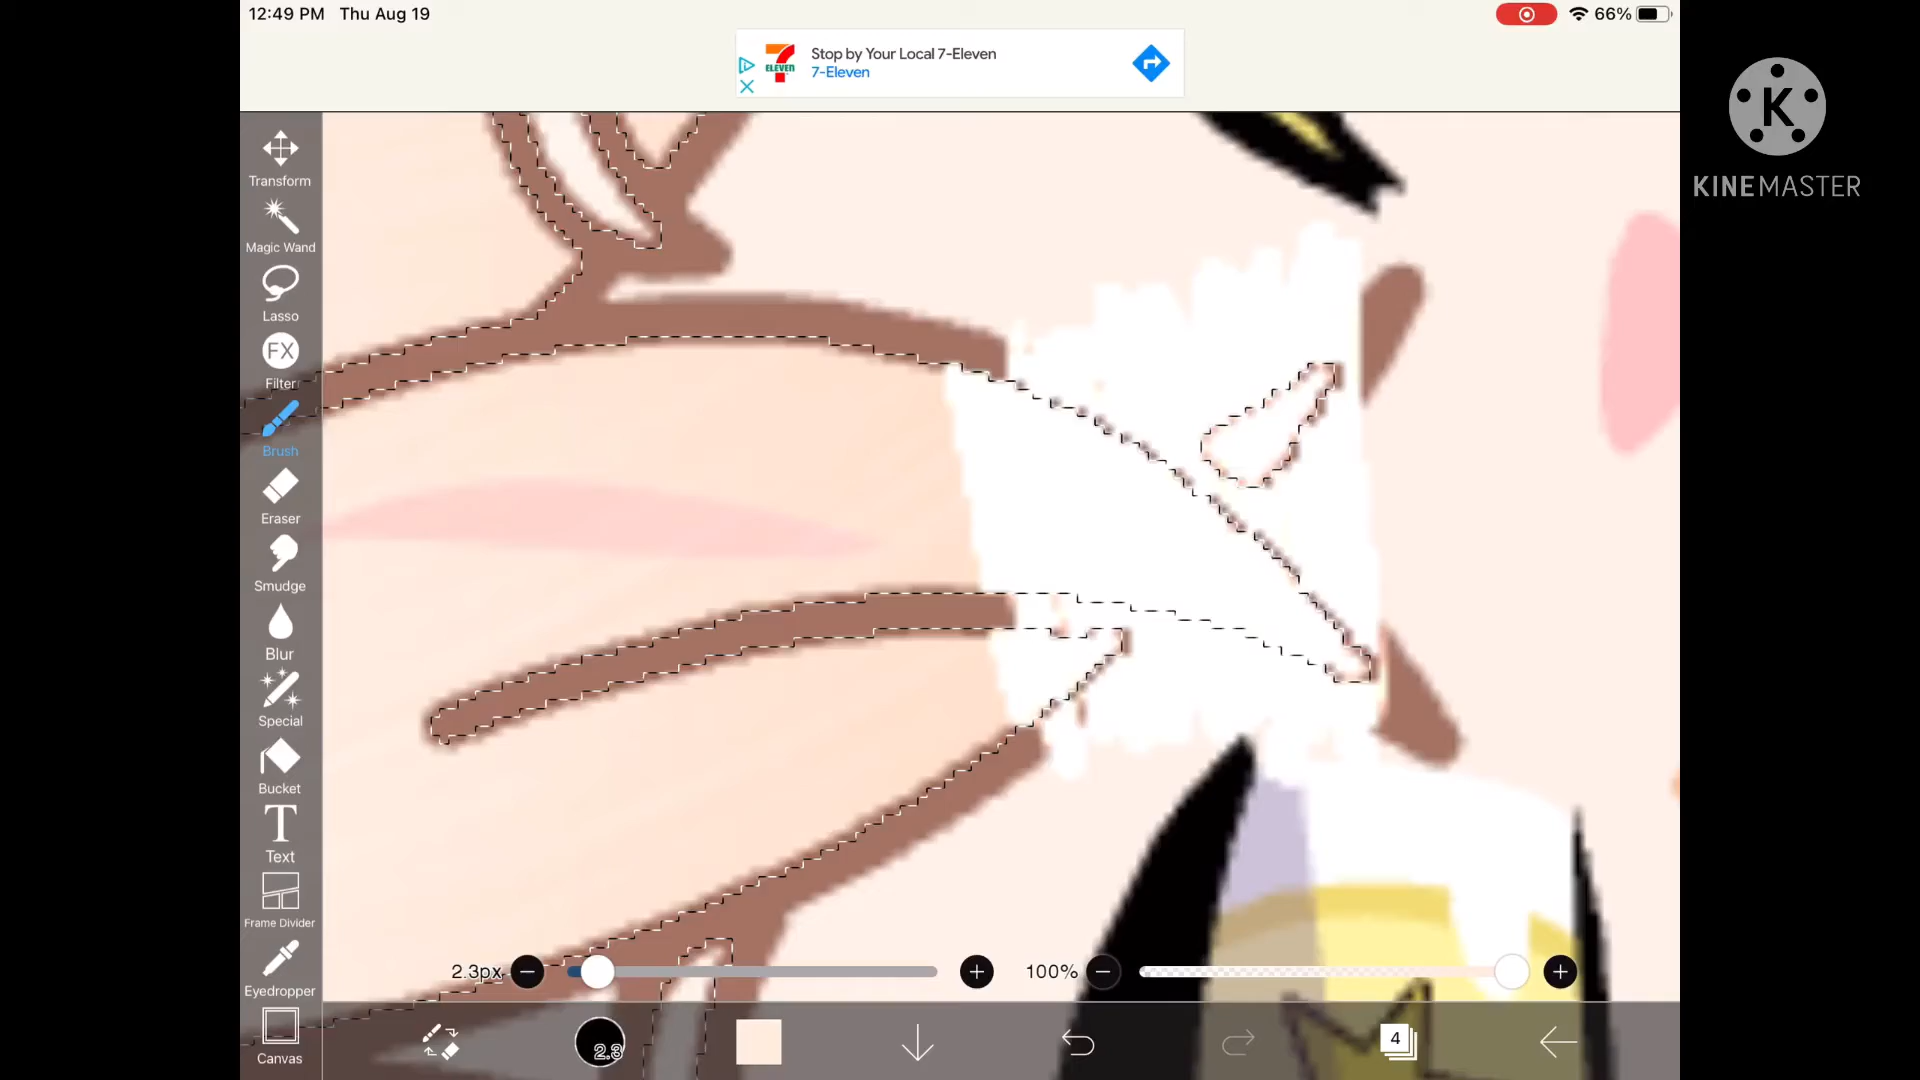 12:49 PM Thu Aug 19
66%
Stop by Your Local 7-Eleven
7-Eleven
ELEVEN
K
KINEMASTER
Transform
Magic Wand
Lasso
FX
Filter
Brush
Eraser
Smudge
Blur
Special
Bucket
T
Text
Frame Divider
Eyedropper
Canvas
2.3px
100%
2.3
4